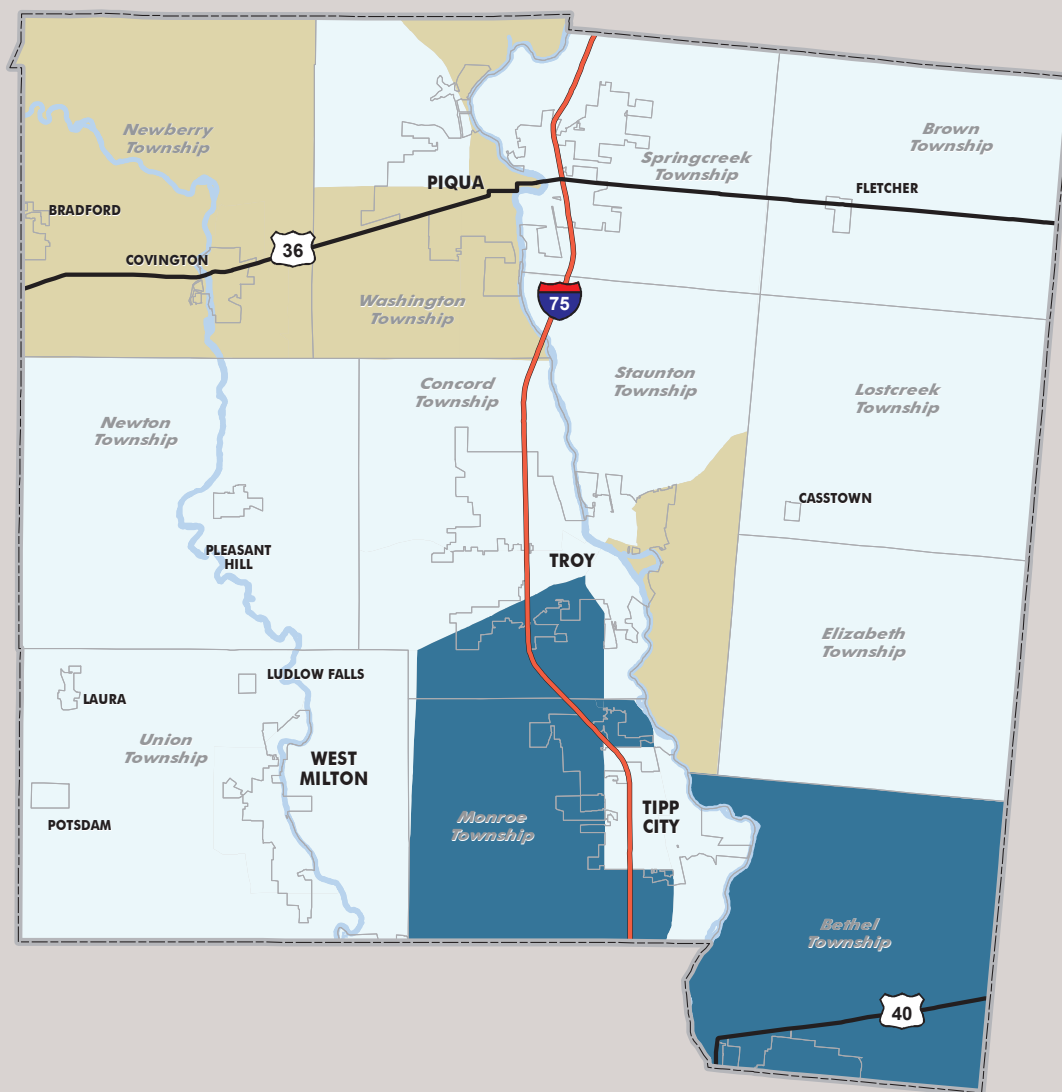 Newberry
Township
Springcreek
Township
Brown
Township
PIQUA
FLETCHER
BRADFORD
COVINGTON
36
Washington
Township
75
Newton
Township
Concord
Township
Staunton
Township
Lostcreek
Township
CASSTOWN
PLEASANT
HILL
TROY
Elizabeth
Township
LAURA
LUDLOW FALLS
Union
Township
WEST
MILTON
POTSDAM
Monroe
Township
TIPP
CITY
Bethel
Township
40